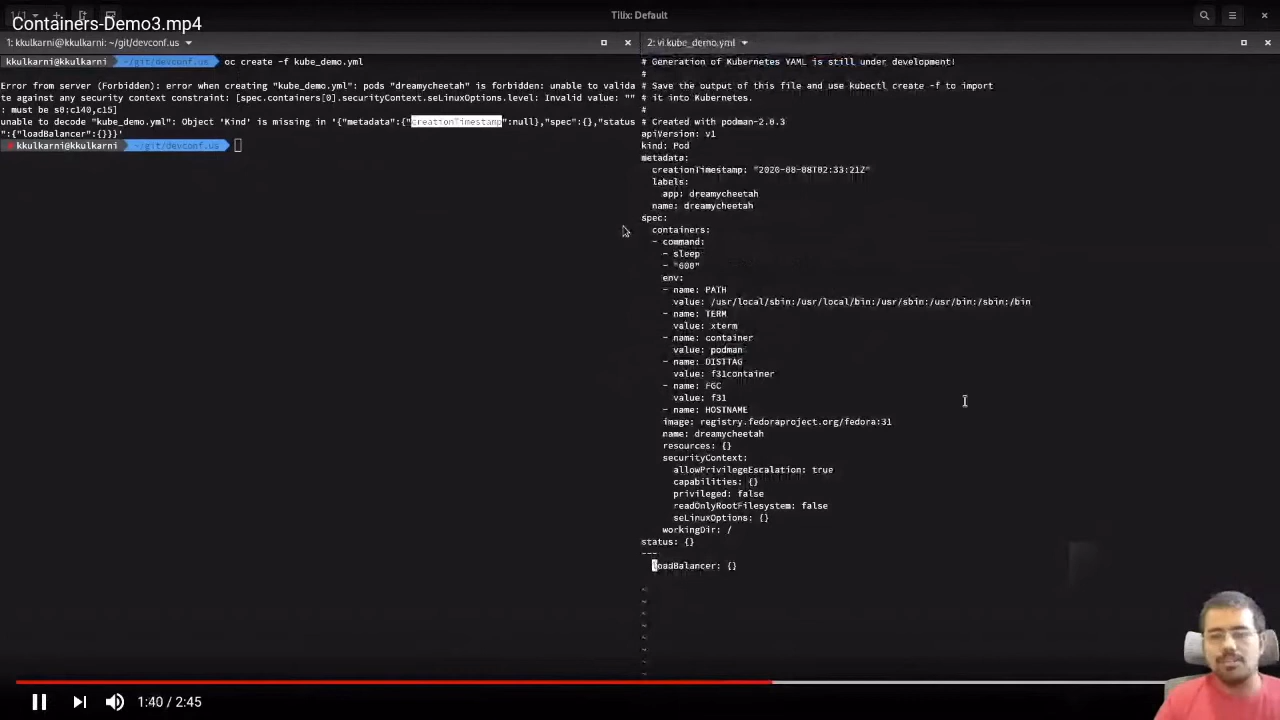 Containers-Demo3.mp4
Tilix: Default
1: kkulkarni@kkulkarni: ~/git/devconf.us
kkulkarni@kkulkarni ~/git/devconf.us oc create -f kube_demo.yml
Error from server (Forbidden): error when creating "kube_demo.yml": pods "dreamycheetah" is forbidden: unable to valida
te against any security context constraint: [spec.containers[0].securityContext.seLinuxOptions.level: Invalid value: ""
: must be s0:c140,c15]
unable to decode "kube_demo.yml": Object 'Kind' is missing in '{"metadata":{"creationTimestamp":null},"spec":{},"status
":{"loadBalancer":{}}}'
kkulkarni@kkulkarni ~/git/devconf.us
2: vi kube_demo.yml
# Generation of Kubernetes YAML is still under development!
#
# Save the output of this file and use kubectl create -f to import
# it into Kubernetes.
#
# Created with podman-2.0.3
apiVersion: v1
kind: Pod
metadata:
  creationTimestamp: "2020-08-08T02:33:21Z"
  labels:
    app: dreamycheetah
  name: dreamycheetah
spec:
  containers:
  - command:
    - sleep
    - "600"
    env:
    - name: PATH
      value: /usr/local/sbin:/usr/local/bin:/usr/sbin:/usr/bin:/sbin:/bin
    - name: TERM
      value: xterm
    - name: container
      value: podman
    - name: DISTTAG
      value: f31container
    - name: FGC
      value: f31
    - name: HOSTNAME
    image: registry.fedoraproject.org/fedora:31
    name: dreamycheetah
    resources: {}
    securityContext:
      allowPrivilegeEscalation: true
      capabilities: {}
      privileged: false
      readOnlyRootFilesystem: false
      seLinuxOptions: {}
    workingDir: /
status: {}
---
  loadBalancer: {}
~
~
~
~
~
~
~
1:40 / 2:45